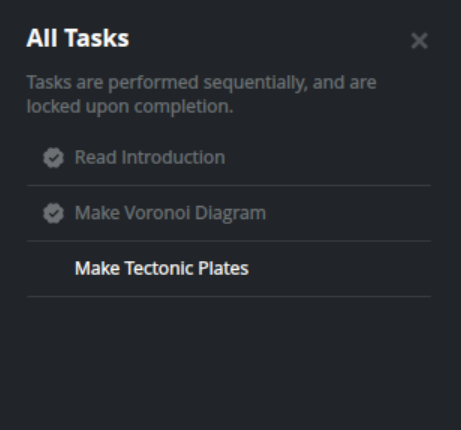 All Tasks
Tasks are performed sequentially, and are
locked upon completion.
Read Introduction
Make Voronoi Diagram
Make Tectonic Plates